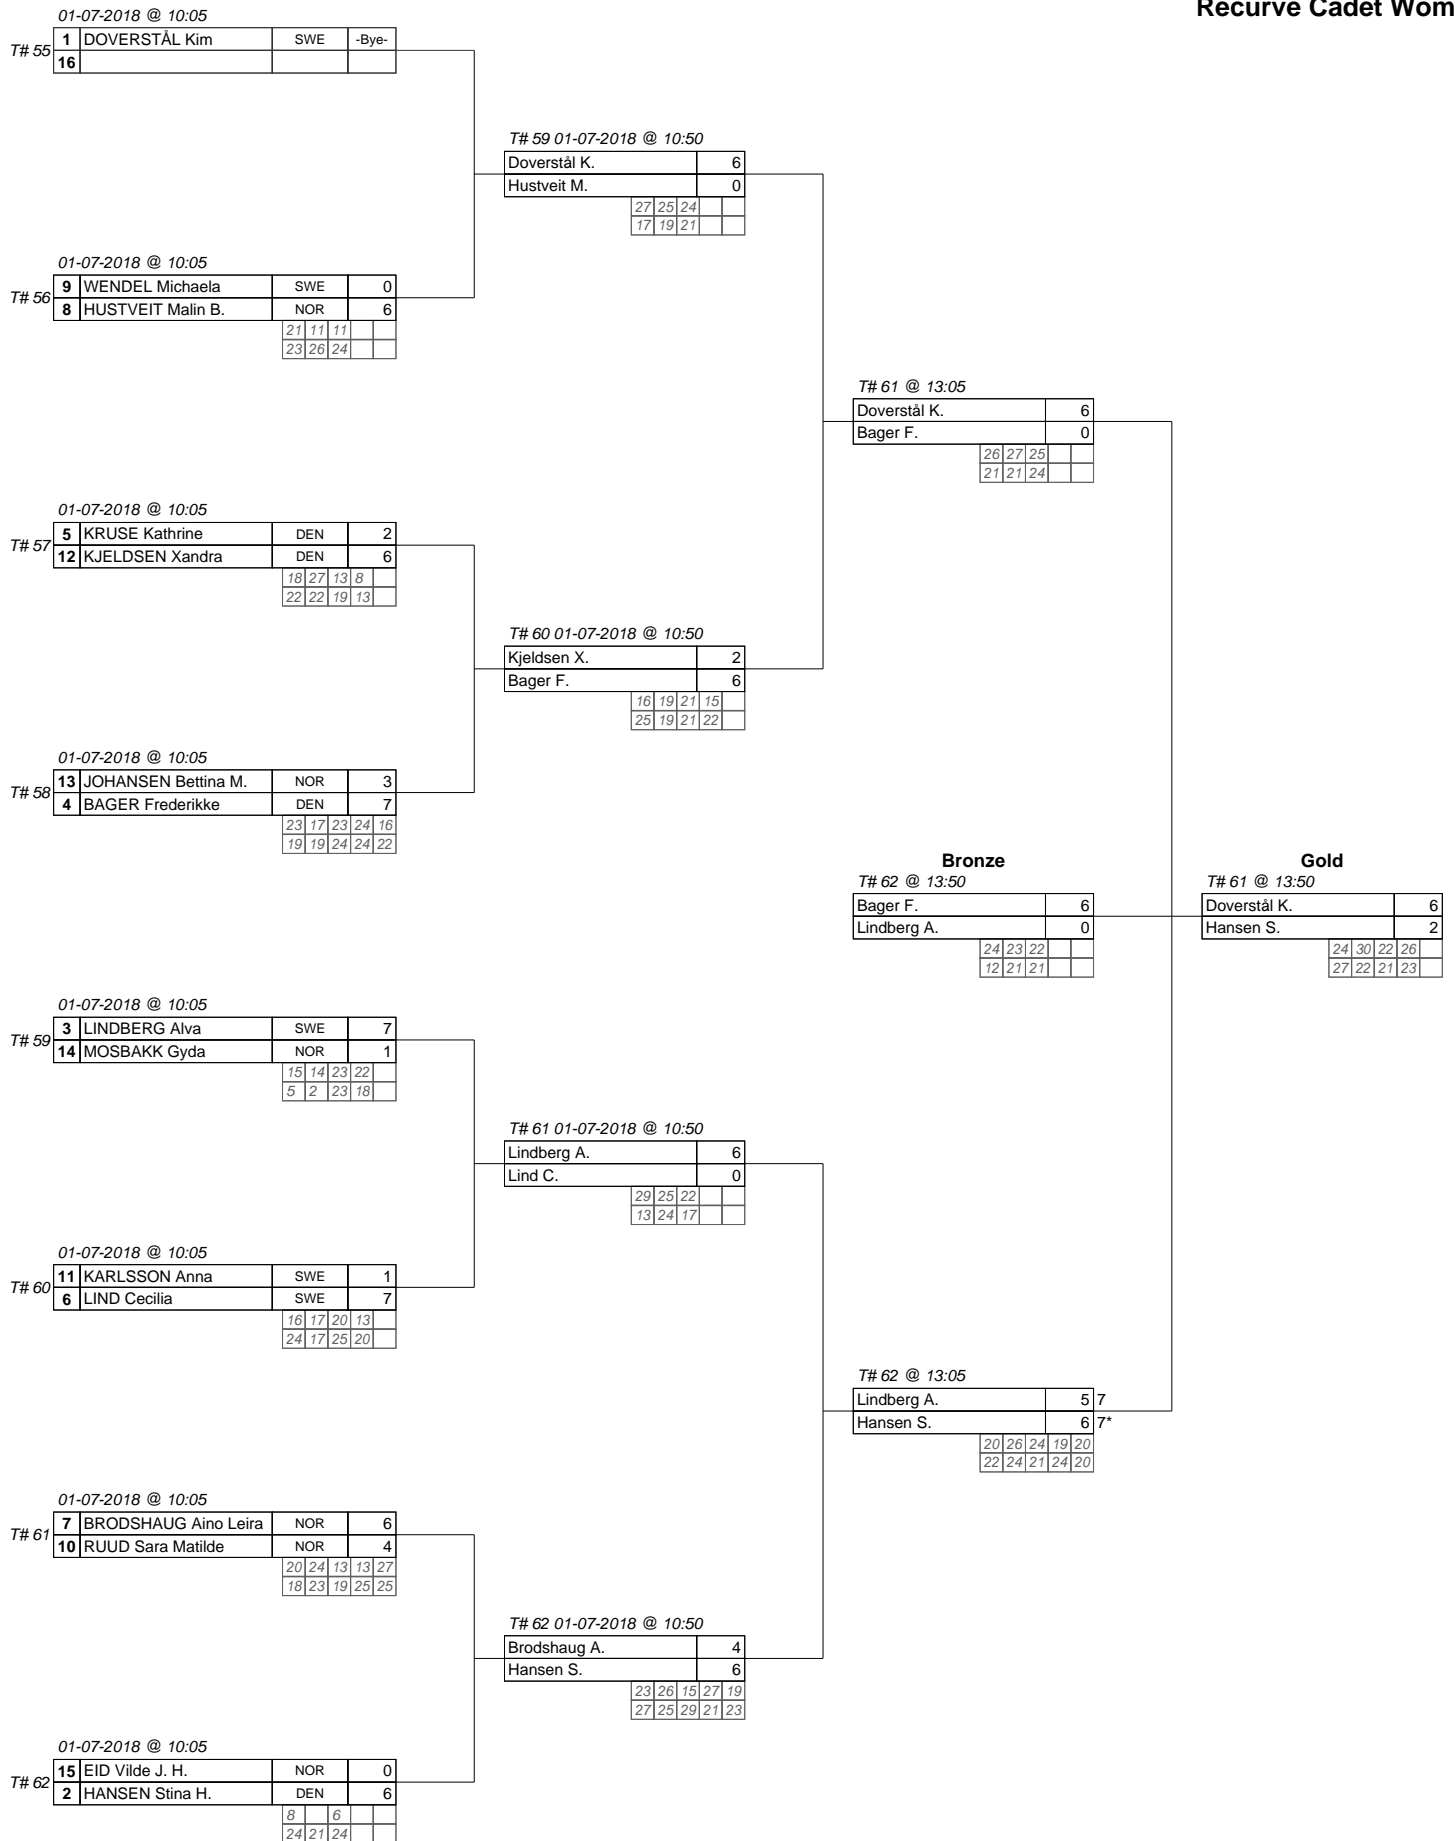 Recurve Cadet Wom
01-07-2018 @ 10:05
T# 55
1 DOVERSTÅL Kim SWE -Bye-
16
T# 59 01-07-2018 @ 10:50
Doverstål K. 6
Hustveit M. 0
27 25 24
17 19 21
01-07-2018 @ 10:05
T# 56
9 WENDEL Michaela SWE 0
8 HUSTVEIT Malin B. NOR 6
21 11 11
23 26 24
T# 61 @ 13:05
Doverstål K. 6
Bager F. 0
26 27 25
21 21 24
01-07-2018 @ 10:05
T# 57
5 KRUSE Kathrine DEN 2
12 KJELDSEN Xandra DEN 6
18 27 13 8
22 22 19 13
T# 60 01-07-2018 @ 10:50
Kjeldsen X. 2
Bager F. 6
16 19 21 15
25 19 21 22
01-07-2018 @ 10:05
T# 58
13 JOHANSEN Bettina M. NOR 3
4 BAGER Frederikke DEN 7
23 17 23 24 16
19 19 24 24 22
Bronze
T# 62 @ 13:50
Bager F. 6
Lindberg A. 0
24 23 22
12 21 21
Gold
T# 61 @ 13:50
Doverstål K. 6
Hansen S. 2
24 30 22 26
27 22 21 23
01-07-2018 @ 10:05
T# 59
3 LINDBERG Alva SWE 7
14 MOSBAKK Gyda NOR 1
15 14 23 22
5 2 23 18
T# 61 01-07-2018 @ 10:50
Lindberg A. 6
Lind C. 0
29 25 22
13 24 17
01-07-2018 @ 10:05
T# 60
11 KARLSSON Anna SWE 1
6 LIND Cecilia SWE 7
16 17 20 13
24 17 25 20
T# 62 @ 13:05
Lindberg A. 5 7
Hansen S. 6 7*
20 26 24 19 20
22 24 21 24 20
01-07-2018 @ 10:05
T# 61
7 BRODSHAUG Aino Leira NOR 6
10 RUUD Sara Matilde NOR 4
20 24 13 13 27
18 23 19 25 25
T# 62 01-07-2018 @ 10:50
Brodshaug A. 4
Hansen S. 6
23 26 15 27 19
27 25 29 21 23
01-07-2018 @ 10:05
T# 62
15 EID Vilde J. H. NOR 0
2 HANSEN Stina H. DEN 6
8 6
24 21 24